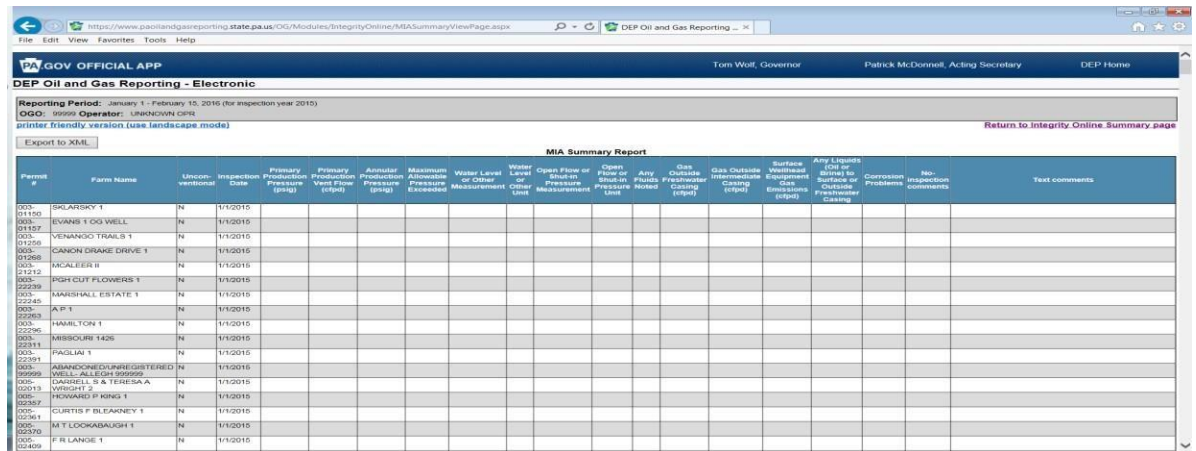 https://www.paoilandgasreporting.state.pa.us/OG/Modules/IntegrityOnline/MIASummaryViewPage.aspx
DEP Oil and Gas Reporting - ...
File Edit View Favorites Tools Help
PA.GOV OFFICIAL APP
Tom Wolf, Governor Patrick McDonnell, Acting Secretary DEP Home
DEP Oil and Gas Reporting - Electronic
Reporting Period: January 1 - February 15, 2016 (for inspection year 2015)
OGO: 99999 Operator: UNKNOWN OPR
printer friendly version (use landscape mode) Return to Integrity Online Summary page
Export to XML
MIA Summary Report
Permit #
Farm Name
Uncon-ventional
Inspection Date
Primary Production Pressure (psig)
Primary Production Vent Flow (cfpd)
Annular Production Pressure (psig)
Maximum Allowable Pressure Exceeded
Water Level or Other Measurement
Water Level or Other Unit
Open Flow or Shut-in Pressure Measurement
Open Flow or Shut-in Pressure Unit
Any Fluids Noted
Gas Outside Freshwater Casing (cfpd)
Gas Outside Intermediate Casing (cfpd)
Surface Wellhead Equipment Gas Emissions (cfpd)
Any Liquids (Oil or Brine) to Surface or Outside Freshwater Casing
Corrosion Problems
No-inspection comments
Text comments
003-01150 SKLARSKY 1 N 1/1/2015
003-01157 EVANS 1 OG WELL N 1/1/2015
003-01258 VENANGO TRAILS 1 N 1/1/2015
003-01268 CANON DRAKE DRIVE 1 N 1/1/2015
003-21212 MCALEER II N 1/1/2015
003-22239 PGH CUT FLOWERS 1 N 1/1/2015
003-22245 MARSHALL ESTATE 1 N 1/1/2015
003-22263 A P 1 N 1/1/2015
003-22296 HAMILTON 1 N 1/1/2015
003-22311 MISSOURI 1426 N 1/1/2015
003-22391 PAGLIAI 1 N 1/1/2015
003-99999 ABANDONED/UNREGISTERED WELL- ALLEGH 999999 N 1/1/2015
005-02013 DARRELL S & TERESA A WRIGHT 2 N 1/1/2015
005-02357 HOWARD P KING 1 N 1/1/2015
005-02361 CURTIS F BLEAKNEY 1 N 1/1/2015
005-02370 M T LOOKABAUGH 1 N 1/1/2015
005-02409 F R LANGE 1 N 1/1/2015